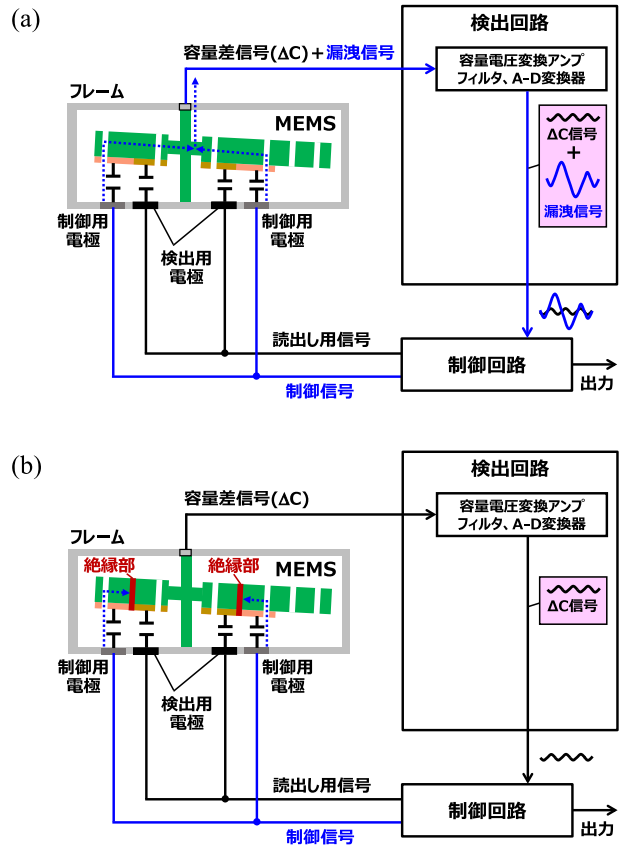 (a)
検出回路
容量差信号(ΔC)+漏洩信号
容量電圧変換アンプ
フィルタ、A-D変換器
フレーム
MEMS
ΔC信号
+
漏洩信号
制御用
電極
検出用
電極
制御用
電極
読出し用信号
制御回路
制御信号
出力
(b)
検出回路
容量差信号(ΔC)
容量電圧変換アンプ
フィルタ、A-D変換器
フレーム
絶縁部
絶縁部
MEMS
ΔC信号
制御用
電極
検出用
電極
制御用
電極
読出し用信号
制御回路
制御信号
出力